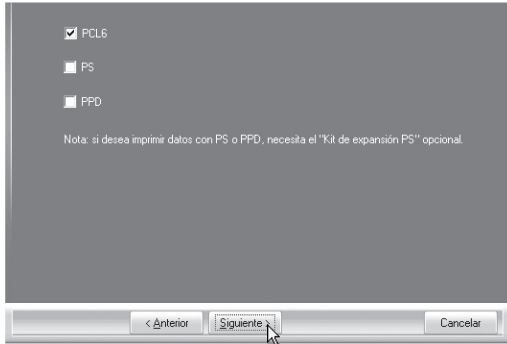 PCL6
PS
PPD
Nota: si desea imprimir datos con PS o PPD, necesita el "Kit de expansión PS" opcional.
< Anterior Siguiente > Cancelar